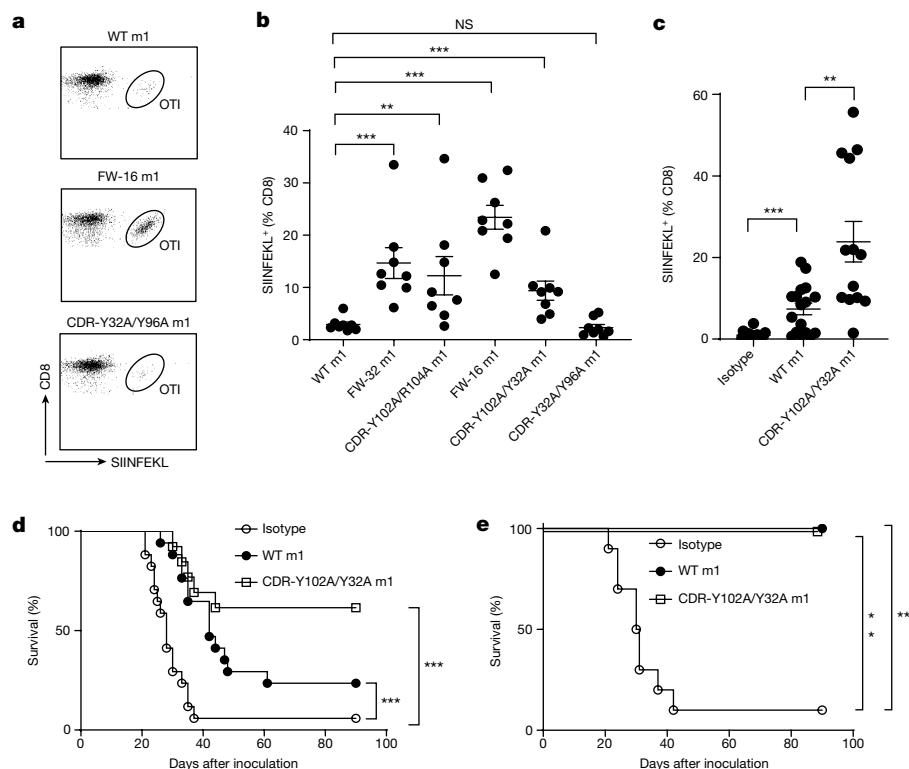 a
WT m1
OTI
FW-16 m1
OTI
CDR-Y32A/Y96A m1
OTI
CD8
SIINFEKL
b
NS
***
***
**
***
40
30
20
10
0
SIINFEKL+ (% CD8)
WT m1
FW-32 m1
CDR-Y102A/R104A m1
FW-16 m1
CDR-Y102A/Y32A m1
CDR-Y32A/Y96A m1
c
**
***
60
40
20
0
SIINFEKL+ (% CD8)
Isotype
WT m1
CDR-Y102A/Y32A m1
d
Isotype
WT m1
CDR-Y102A/Y32A m1
100
50
0
Survival (%)
***
***
0 20 40 60 80 100
Days after inoculation
e
Isotype
WT m1
CDR-Y102A/Y32A m1
100
50
0
Survival (%)
**
**
0 20 40 60 80 100
Days after inoculation